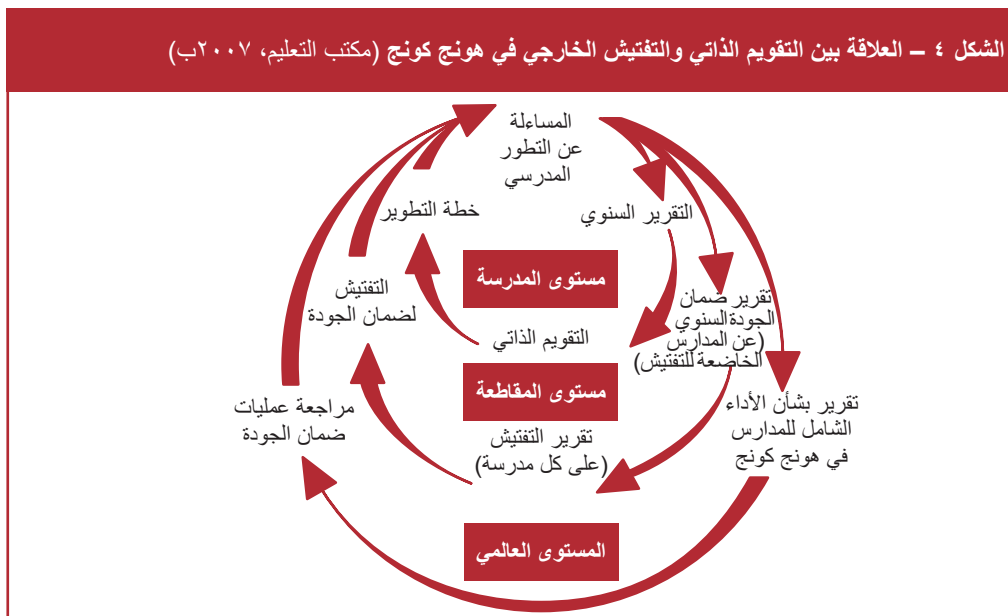 الشكل ٤ – العلاقة بين التقويم الذاتي والتفتيش الخارجي في هونج كونج (مكتب التعليم، ٢٠٠٧ب)
المساءلة
عن التطور
المدرسي
التقرير السنوي
خطة التطوير
مستوى المدرسة
تقرير ضمان
الجودة السنوي
(عن المدارس
الخاضعة للتفتيش)
التفتيش
لضمان الجودة
التقويم الذاتي
مستوى المقاطعة
تقرير بشأن الأداء
الشامل للمدارس
في هونج كونج
مراجعة عمليات
ضمان الجودة
تقرير التفتيش
(على كل مدرسة)
المستوى العالمي